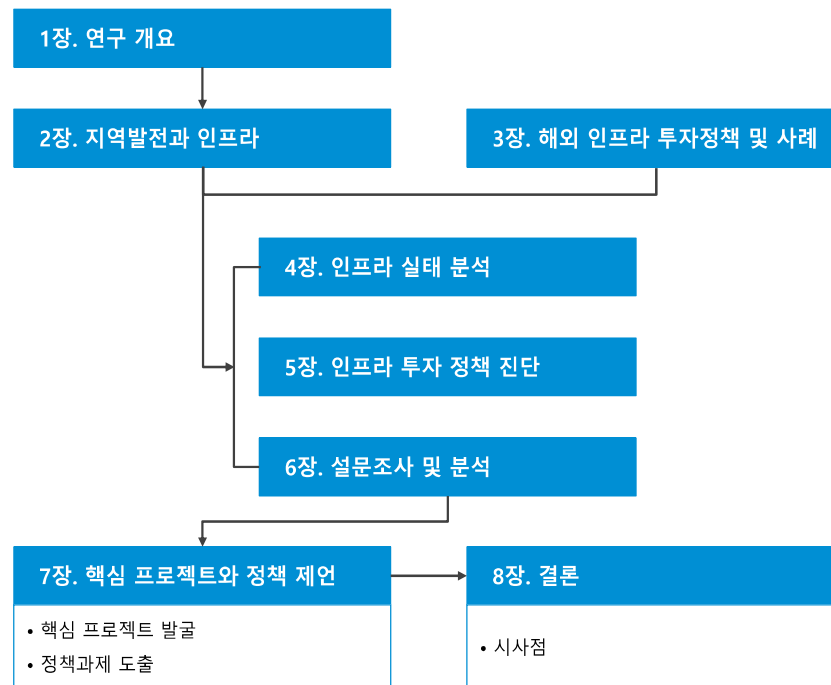 1장. 연구 개요
2장. 지역발전과 인프라
3장. 해외 인프라 투자정책 및 사례
4장. 인프라 실태 분석
5장. 인프라 투자 정책 진단
6장. 설문조사 및 분석
7장. 핵심 프로젝트와 정책 제언
• 핵심 프로젝트 발굴
• 정책과제 도출
8장. 결론
• 시사점